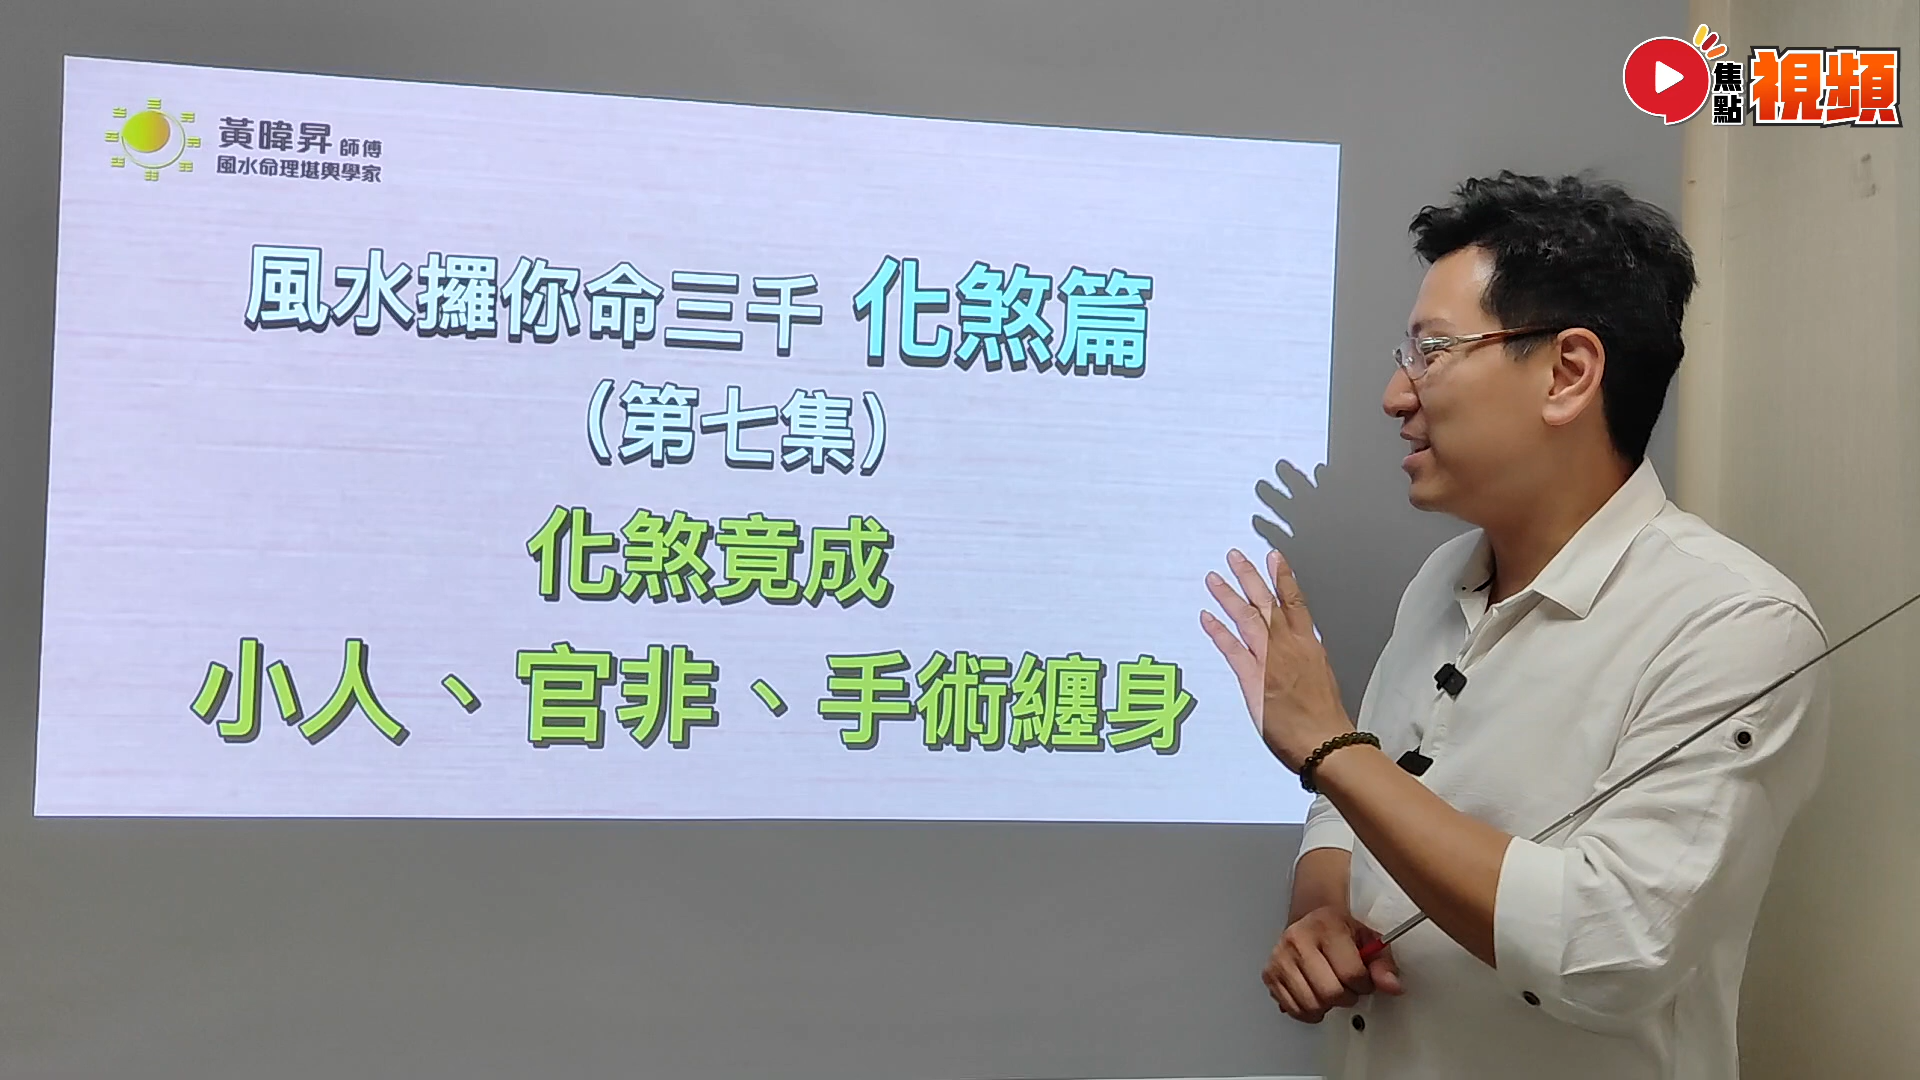 黃暐昇 師傅
風水命理堪輿學家
風水攞你命三千 化煞篇
（第七集）
化煞竟成
小人、官非、手術纏身
焦點視頻